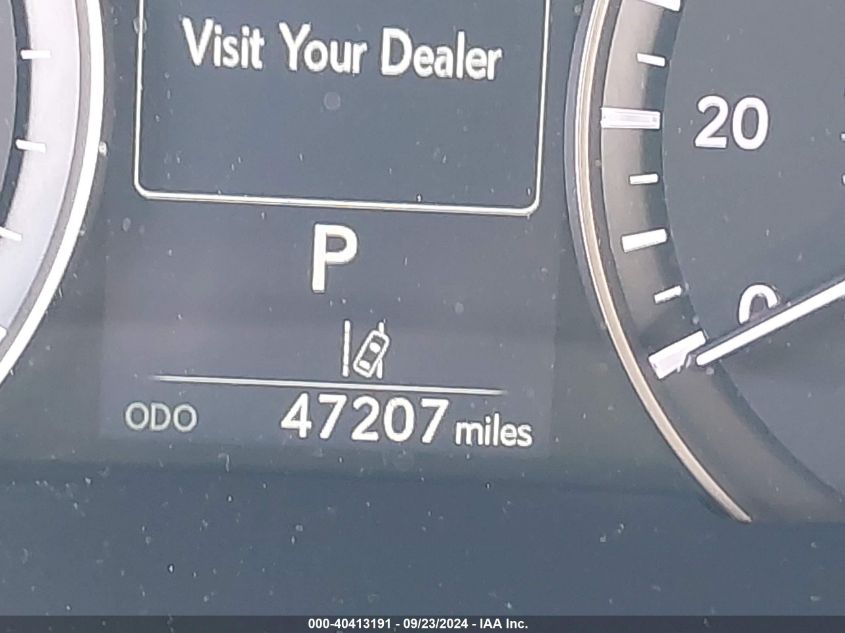 Visit Your Dealer
20
P
0
ODO 47207 miles
000-40413191 - 09/23/2024 - IAA Inc.